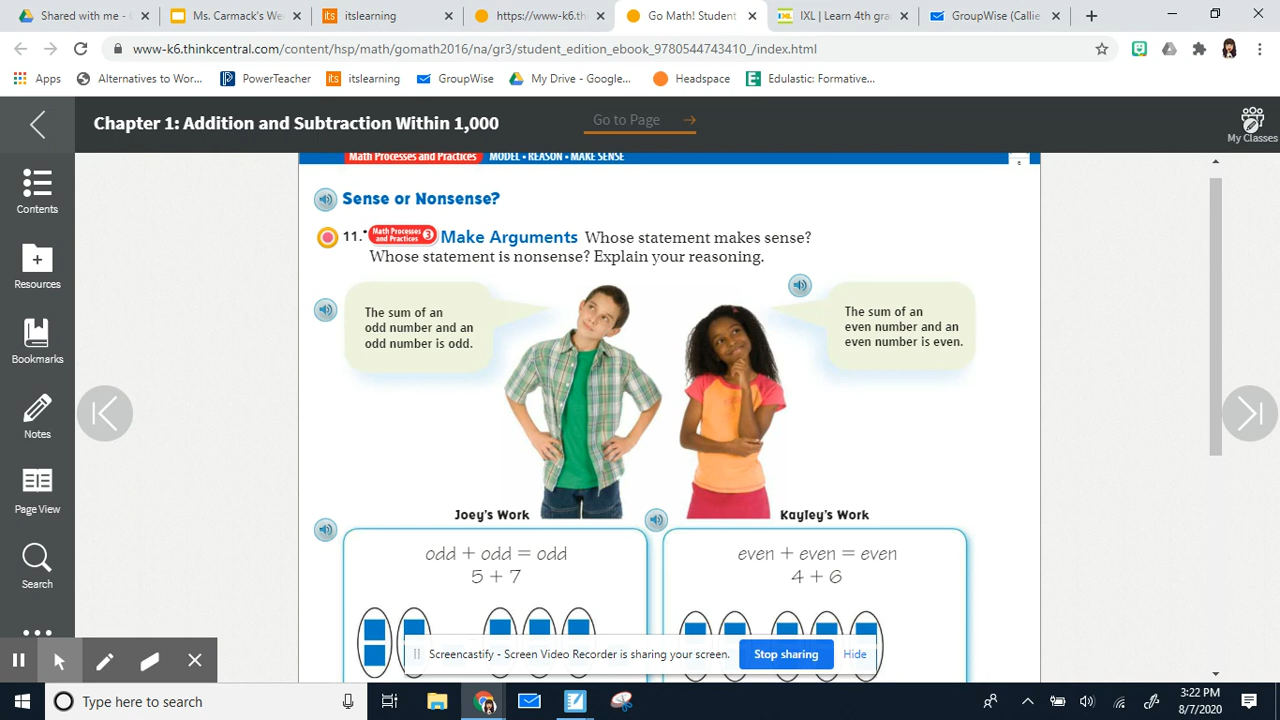 Shared with me - G
Ms. Carmack's We
itslearning
https://www-k6.th
Go Math! Student
IXL | Learn 4th gra
GroupWise (Callie
www-k6.thinkcentral.com/content/hsp/math/gomath2016/na/gr3/student_edition_ebook_9780544743410_/index.html
Apps
Alternatives to Wor...
PowerTeacher
its itslearning
GroupWise
My Drive - Google...
Headspace
Edulastic: Formative...
Chapter 1: Addition and Subtraction Within 1,000
Go to Page
My Classes
Contents
Resources
Bookmarks
Notes
Page View
Search
Math Processes and Practices MODEL • REASON • MAKE SENSE
Sense or Nonsense?
11. Math Processes and Practices 3 Make Arguments Whose statement makes sense?
Whose statement is nonsense? Explain your reasoning.
The sum of an
odd number and an
odd number is odd.
The sum of an
even number and an
even number is even.
Joey's Work
Kayley's Work
odd + odd = odd
5 + 7
even + even = even
4 + 6
Screencastify - Screen Video Recorder is sharing your screen.
Stop sharing
Hide
Type here to search
3:22 PM
8/7/2020